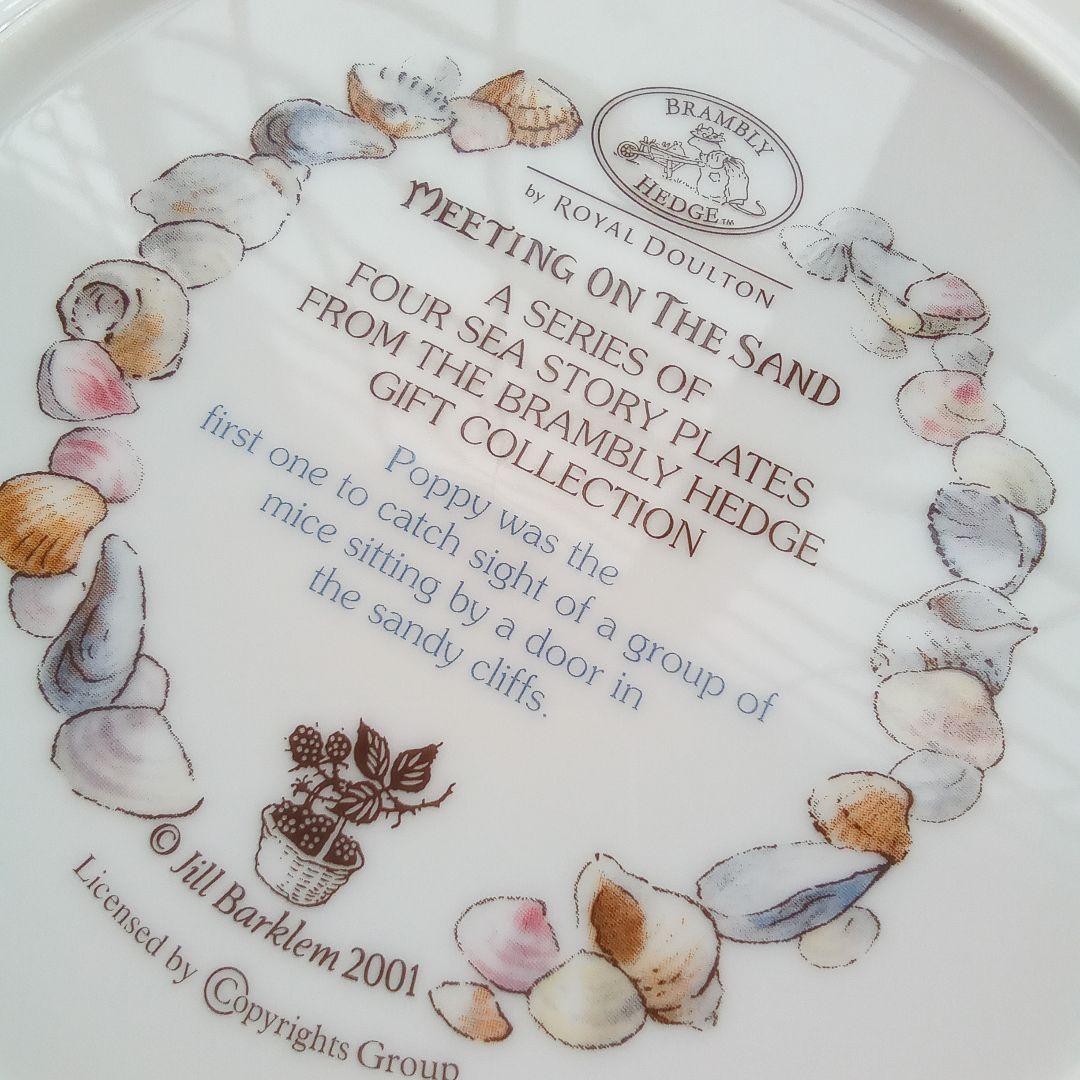 BRAMBLY
HEDGE™
by ROYAL DOULTON
MEETING ON THE SAND
A SERIES OF
FOUR SEA STORY PLATES
FROM THE BRAMBLY HEDGE
GIFT COLLECTION
Poppy was the
first one to catch sight of a group of
mice sitting by a door in
the sandy cliffs.
© Jill Barklem 2001
Licensed by Copyrights Group